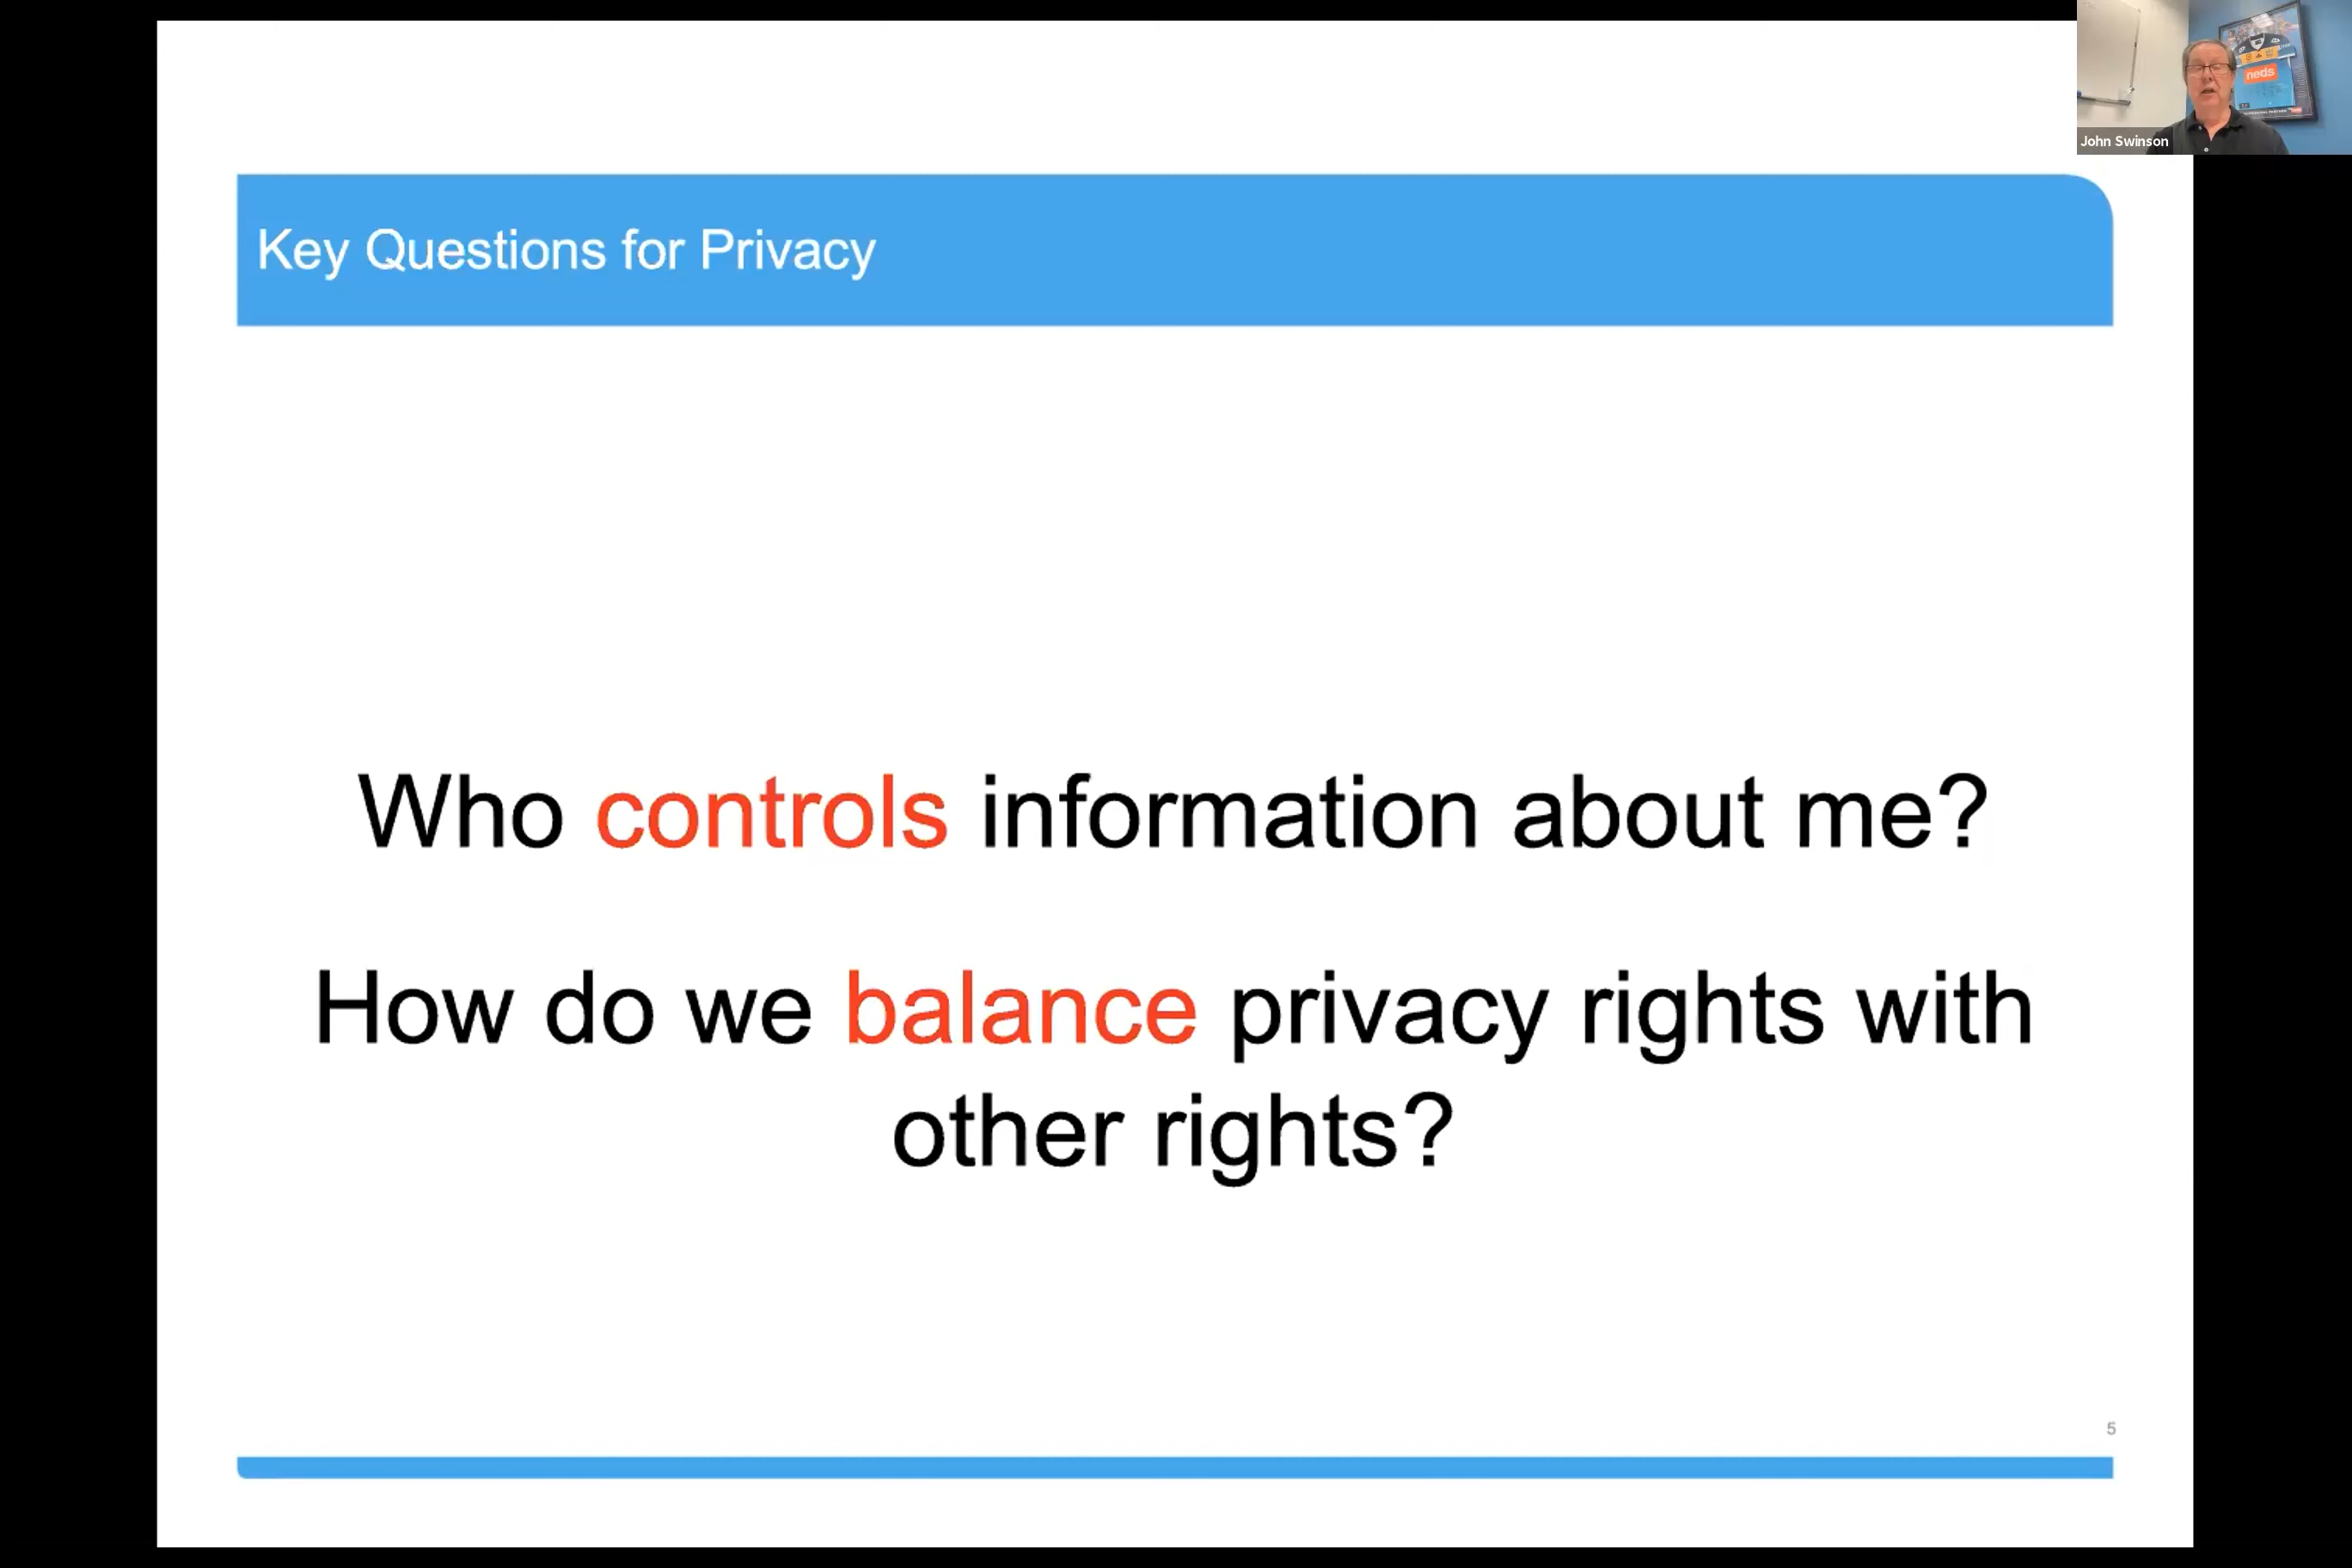 neds
John Swinson
Key Questions for Privacy
Who controls information about me?
How do we balance privacy rights with
other rights?
5